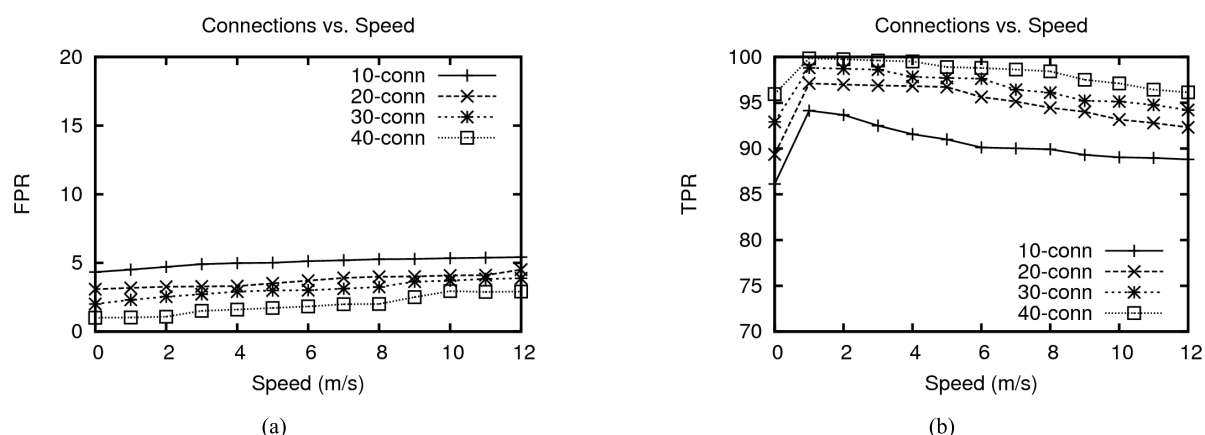 Connections vs. Speed
20
15
10
5
0
FPR
10-conn
20-conn
30-conn
40-conn
0 2 4 6 8 10 12
Speed (m/s)
(a)
Connections vs. Speed
100
95
90
85
80
75
70
TPR
10-conn
20-conn
30-conn
40-conn
0 2 4 6 8 10 12
Speed (m/s)
(b)